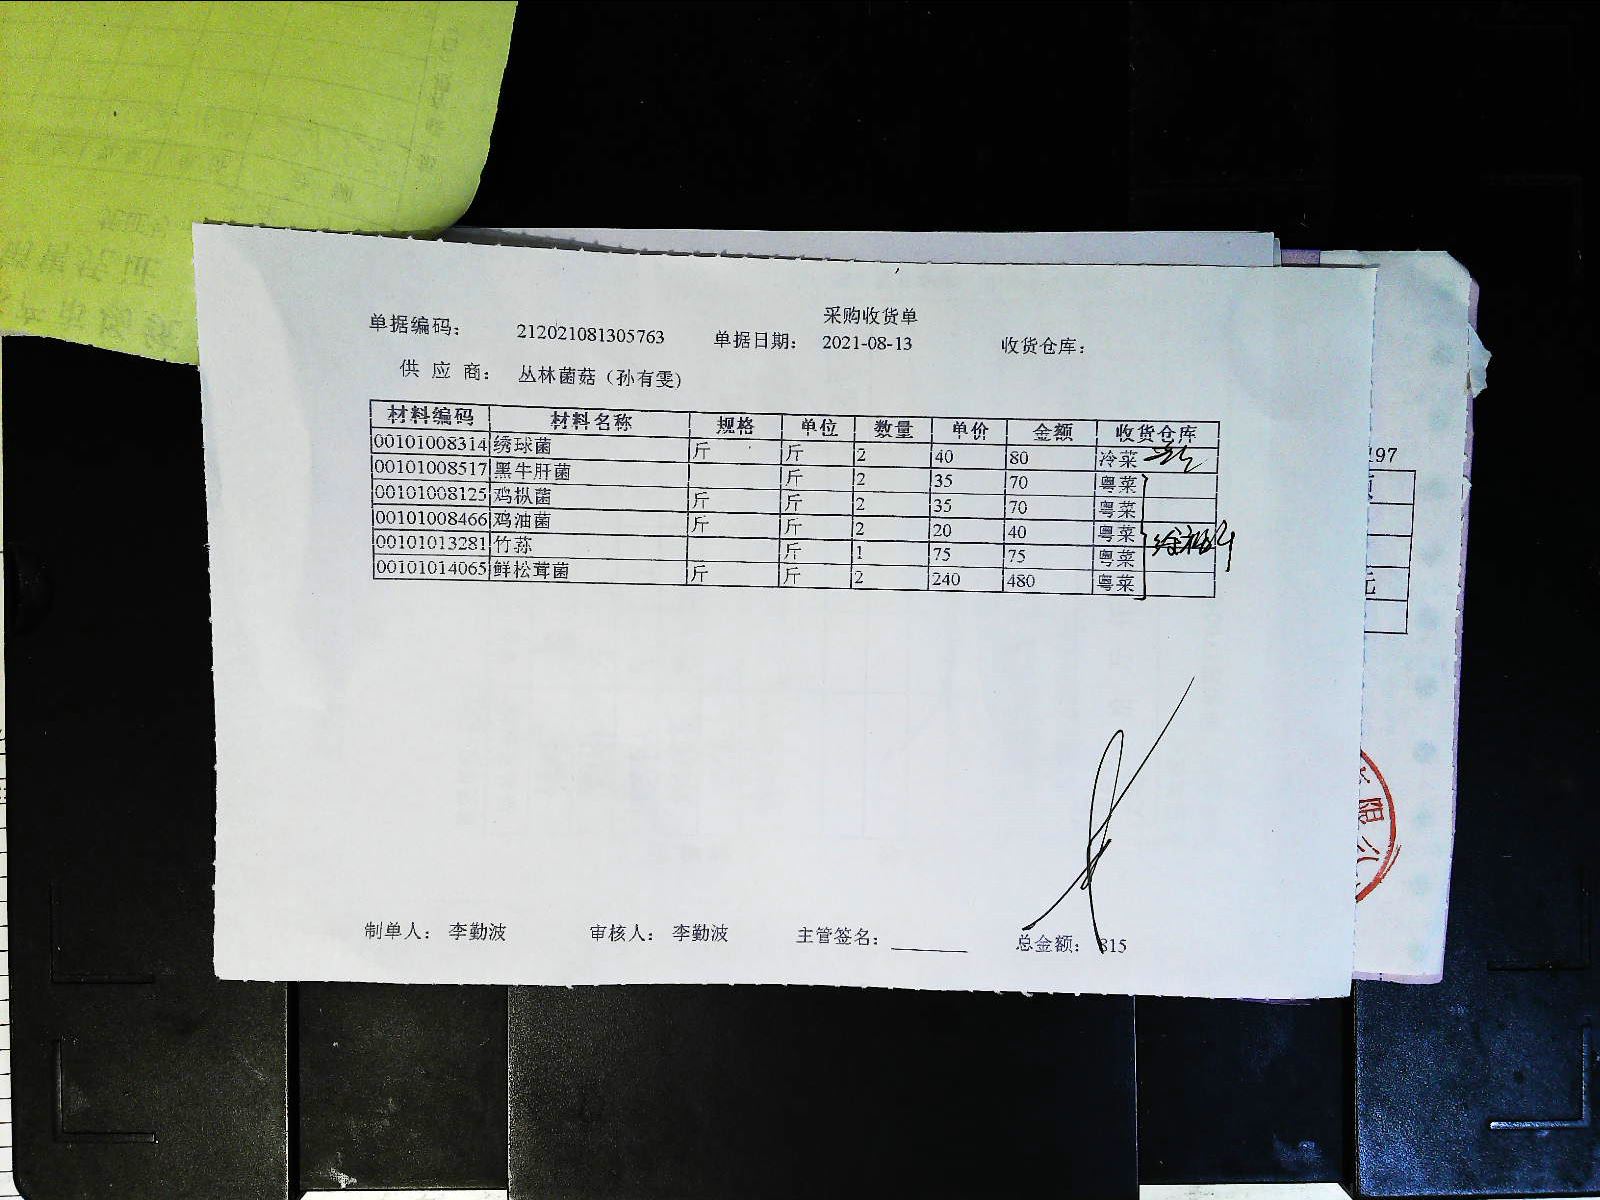 采购收货单
单据编码： 212021081305763 单据日期： 2021-08-13 收货仓库：
供 应 商： 丛林菌菇（孙有雯）
材料编码 材料名称 规格 单位 数量 单价 金额 收货仓库
00101008314 绣球菌 斤 斤 2 40 80 冷菜
00101008517 黑牛肝菌 斤 2 35 70 粤菜
00101008125 鸡枞菌 斤 斤 2 35 70 粤菜
00101008466 鸡油菌 斤 斤 2 20 40 粤菜
00101013281 竹荪 斤 1 75 75 粤菜
00101014065 鲜松茸菌 斤 斤 2 240 480 粤菜
制单人： 李勤波 审核人： 李勤波 主管签名： 总金额： 815
297
元
限公